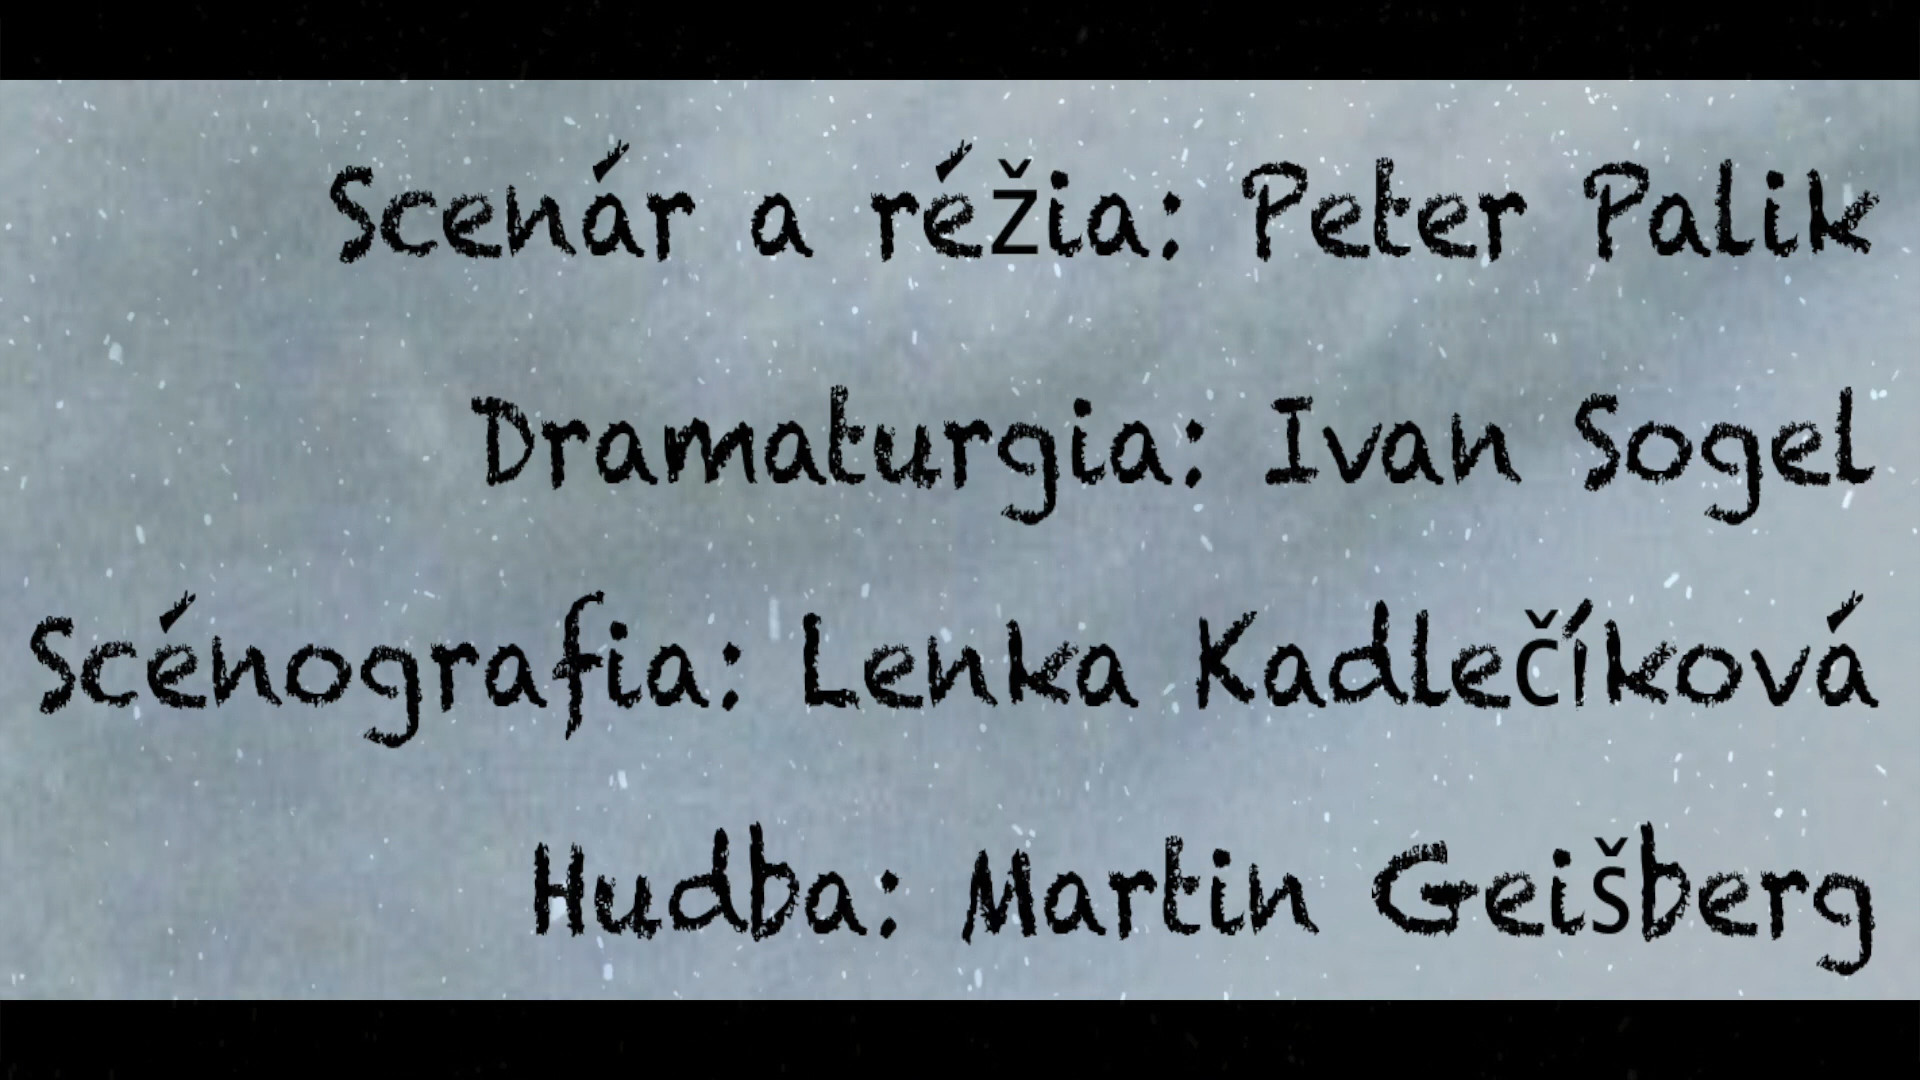 Scenár a réžia: Peter Palik
Dramaturgia: Ivan Sogel
Scénografia: Lenka Kadlečíková
Hudba: Martin Geišberg